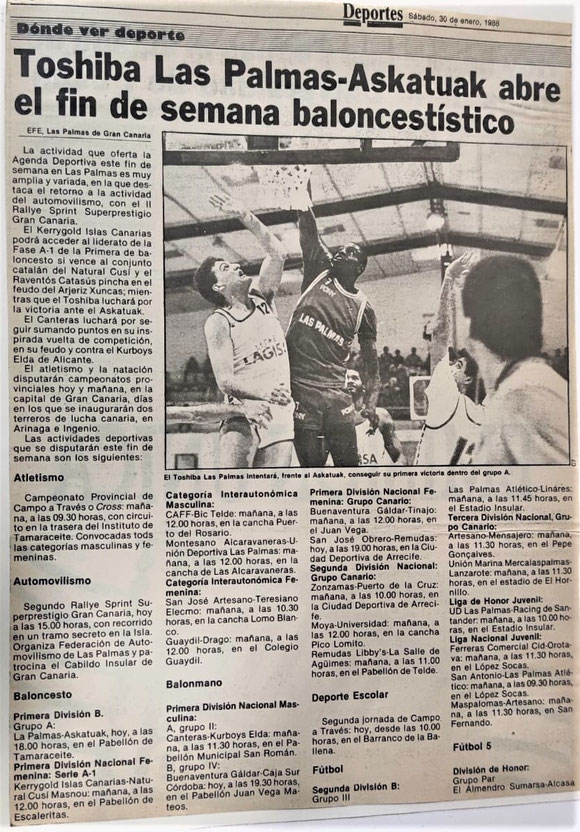 Deportes Sábado, 30 de enero, 1988
Dónde ver deporte
Toshiba Las Palmas-Askatuak abre
el fin de semana baloncestístico
EFE, Las Palmas de Gran Canaria
La actividad que oferta la
Agenda Deportiva este fin de
semana en Las Palmas es muy
amplia y variada, en la que des-
taca el retorno a la actividad
del automovilismo, con el II
Rallye Sprint Superprestigio
Gran Canaria.
El Kerrygold Islas Canarias
podrá acceder al liderato de la
Fase A-1 de la Primera de ba-
loncesto si vence al conjunto
catalán del Natural Cusí y el
Raventós Catasús pincha en el
feudo del Arjeriz Xuncas; mien-
tras que el Toshiba luchará por
la victoria ante el Askatuak.
El Canteras luchará por se-
guir sumando puntos en su ins-
pirada vuelta de competición,
en su feudo y contra el Kurboys
Elda de Alicante.
El atletismo y la natación
disputarán campeonatos pro-
vinciales hoy y mañana, en la
capital de Gran Canaria, días
en los que se inaugurarán dos
terreros de lucha canaria, en
Arinaga e Ingenio.
Las actividades deportivas
que se disputarán este fin de
semana son los siguientes:
Atletismo
Campeonato Provincial de
Campo a Través o Cross: maña-
na, a las 09.30 horas, con circui-
to en la trasera del Instituto de
Tamaraceite. Convocadas tods
las categorías masculinas y fe-
meninas.
Automovilismo
Segundo Rallye Sprint Su-
perprestigio Gran Canaria, hoy
a las 15.00 horas, con recorrido
en un tramo secreto en la Isla.
Organiza Federación de Auto-
movilismo de Las Palmas y pa-
trocina el Cabildo Insular de
Gran Canaria.
Baloncesto
Primera División B.
Grupo A:
La Palmas-Askatuak, hoy, a las
18.00 horas, en el Pabellón de
Tamaraceite.
Primera División Nacional Fe-
menina: Serie A-1
Kerrygold Islas Canarias-Natu-
ral Cusí Masnou: mañana, a las
12.00 horas, en el Pabellón de
Escaleritas.
LAGISA
LAS PALMAS
El Toshiba Las Palmas intentará, frente al Askatuak, conseguir su primera victoria dentro del grupo A.
Categoría Interautonómica
Masculina:
CAFF-Bic Telde: mañana, a las
12.00 horas, en la cancha Puer-
to del Rosario.
Montesano Alcaravaneras-U-
nión Deportiva Las Palmas: ma-
ñana, a las 12.00 horas, en la
cancha de Las Alcaravaneras.
Categoría Interautonómica Fe-
menina:
San José Artesano-Teresiano
Elecmo: mañana, a las 10.30
horas, en la cancha Lomo Blan-
co.
Guaydil-Drago: mañana, a las
12.00 horas, en el Colegio
Guaydil.
Balonmano
Primera División Nacional Mas-
culina:
A, grupo II:
Canteras-Kurboys Elda: maña-
na, a las 11.30 horas, en el Pa-
bellón Municipal San Román.
B, grupo IV:
Buenaventura Gáldar-Caja Sur
Córdoba: hoy, a las 19.30 horas,
en el Pabellón Juan Vega Ma-
teos.
Primera División Nacional Fe-
menina: Grupo Canario:
Buenaventura Gáldar-Tinajo:
mañana, a las 12.00 horas, en
el Juan Vega.
San José Obrero-Remudas:
hoy, a las 19.00 horas, en la Ciu-
dad Deportiva de Arrecife.
Segunda División Nacional:
Grupo Canario:
Zonzamas-Puerto de la Cruz:
mañana, a las 10.00 horas, en
la Ciudad Deportiva de Arreci-
fe.
Moya-Universidad: mañana, a
las 12.00 horas, en la cancha
Pico Lomito.
Remudas Libby's-La Salle de
Agüimes: mañana, a las 11.00
horas, en el Pabellón de Telde.
Deporte Escolar
Segunda jornada de Campo
a Través: hoy, desde las 10.00
horas, en el Barranco de la Ba-
llena.
Fútbol
Segunda División B:
Grupo III
Las Palmas Atlético-Lináres:
mañana, a las 11.45 horas, en
el Estadio Insular.
Tercera División Nacional, Gru-
po Canario:
Artesano-Mensajero: mañana,
a las 11.30 horas, en el Pepe
Gonçalves.
Unión Marina Mercalaspalmas-
Lanzarote: mañana, a las 11.30
horas, en el estadio de El Hor-
nillo.
Liga de Honor Juvenil:
UD Las Palmas-Racing de San-
tander: mañana, a las 10.00 ho-
ras, en el Estadio Insular.
Liga Nacional Juvenil:
Ferreras Comercial Cid-Orota-
va: mañana, a las 11.30 horas,
en el López Socas.
San Antonio-Las Palmas Atlé-
tico: mañana, a las 09.30 horas,
en el López Socas.
Maspalomas-Artesano: maña-
na, a las 11.30 horas, en San
Fernando.
Fútbol 5
División de Honor:
Grupo Par
El Almendro Sumarsa-Alcasa